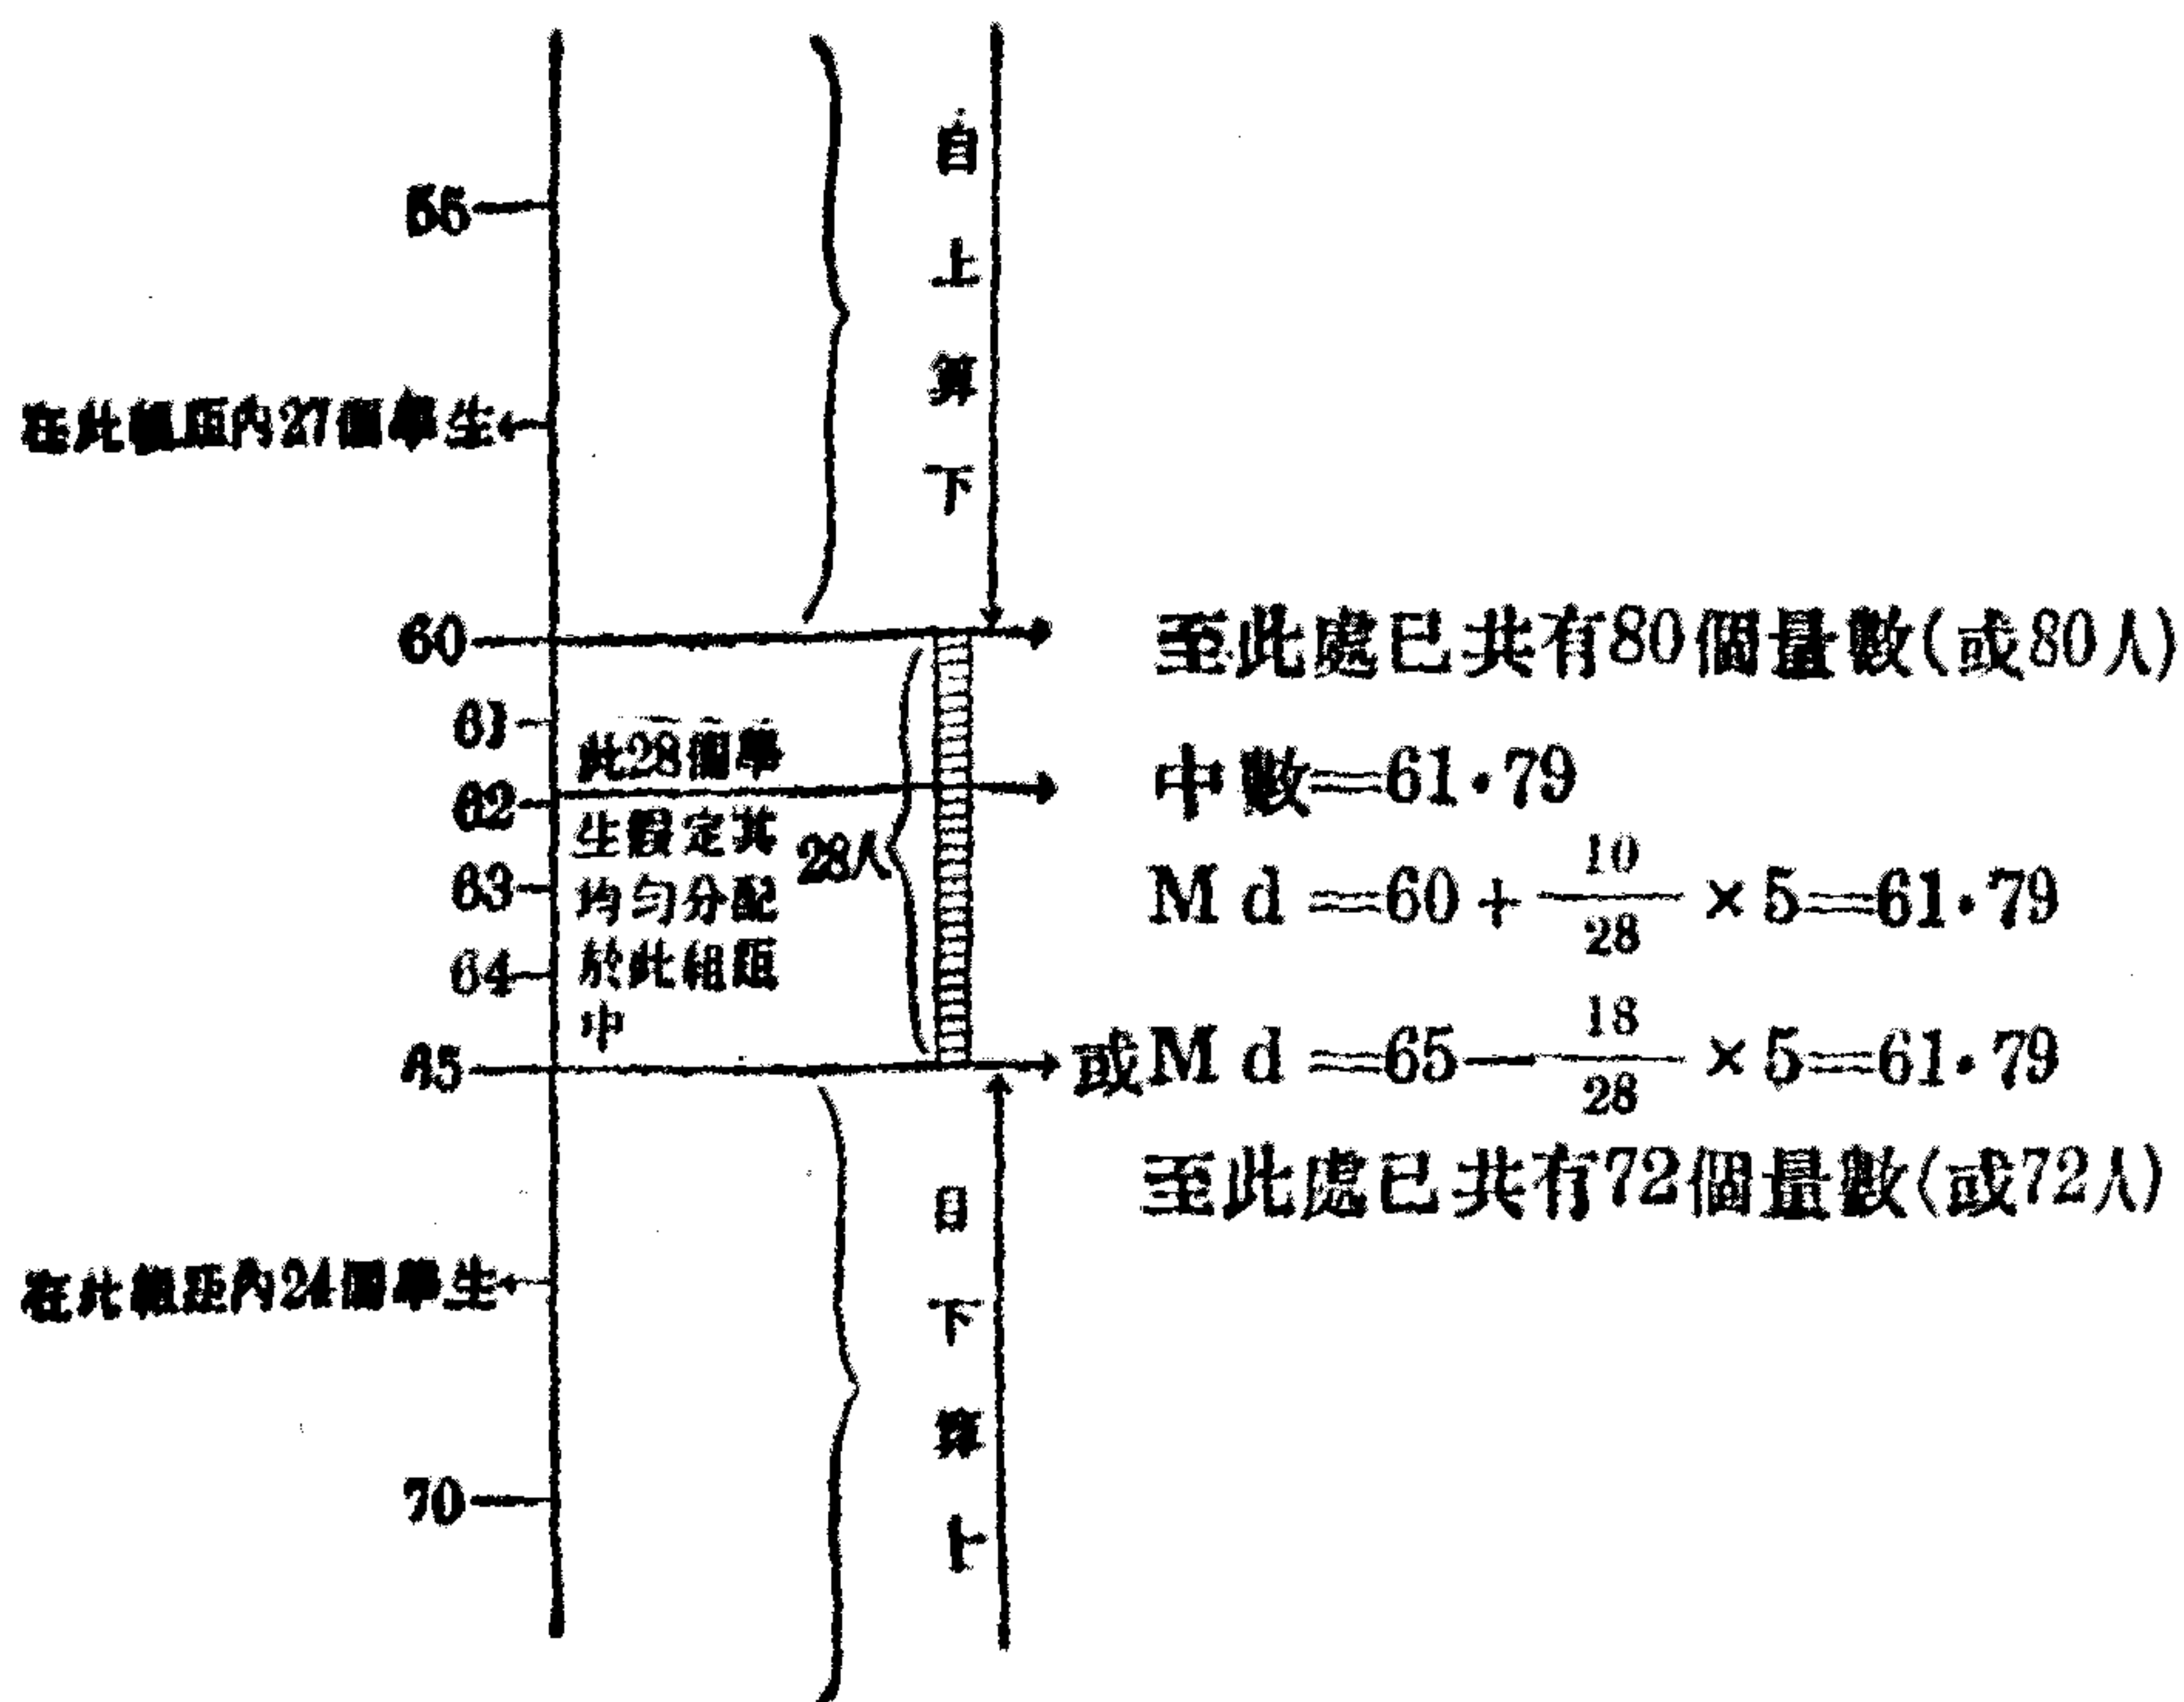 自上算下
55
在此組距内27個學生
60
至此處已共有80個量數(或80人)
61
此28個學
中數=61·79
62
生假定其
28人
63
均勻分配
Md=60+10/28×5=61·79
64
於此組距
中
65
或Md=65—18/28×5=61·79
至此處已共有72個量數(或72人)
自下算上
在此組距内24個學生
70